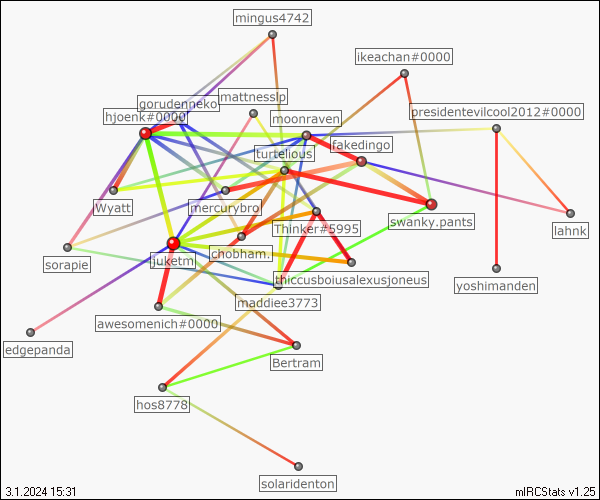 mingus4742
ikeachan#0000
gorudenneko
mattnesslp
hjoenk#0000
moonraven
presidentevilcool2012#0000
fakedingo
turtelious
Wyatt
mercurybro
swanky.pants
lahnk
Thinker#5995
sorapie
juketm
chobham.
thiccusboiusalexusjoneus
yoshimanden
maddiee3773
awesomenich#0000
edgepanda
Bertram
hos8778
solaridenton
3.1.2024 15:31
mIRCStats v1.25